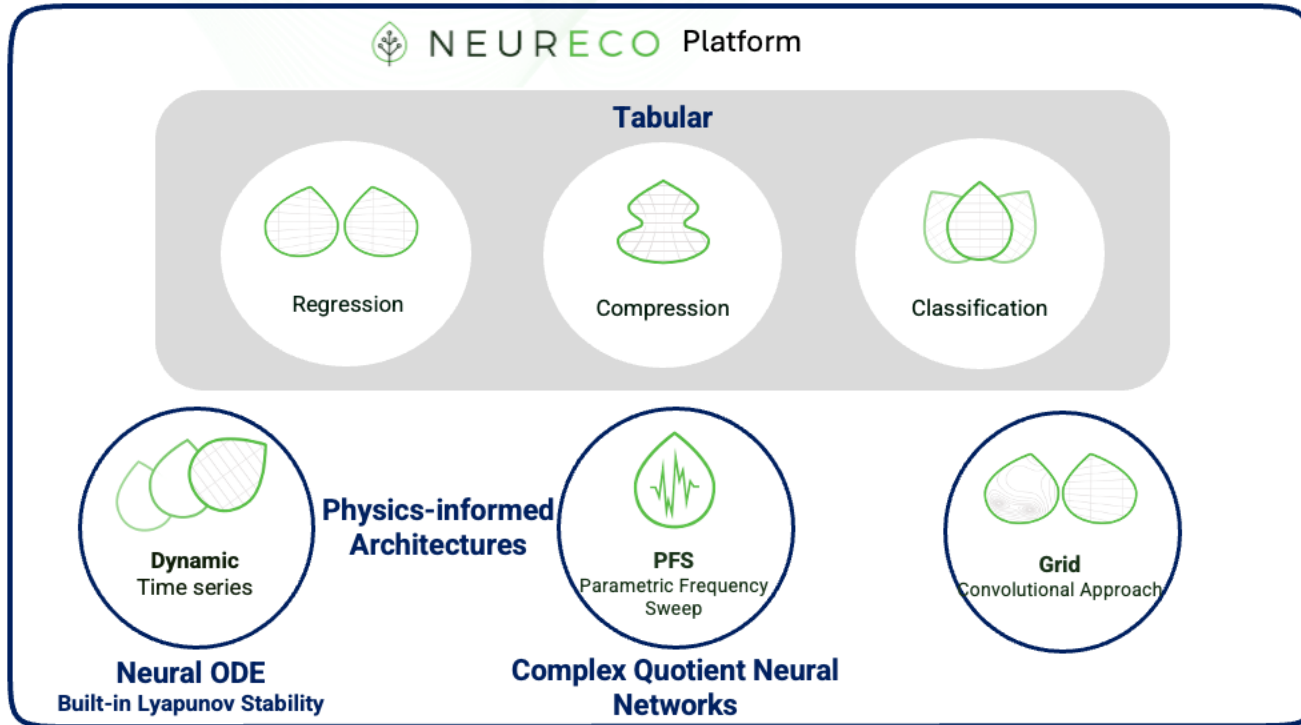 NEURECO Platform
Tabular
Regression
Compression
Classification
Physics-informed
Architectures
Dynamic
Time series
PFS
Parametric Frequency
Sweep
Grid
Convolutional Approach
Neural ODE
Built-in Lyapunov Stability
Complex Quotient Neural
Networks